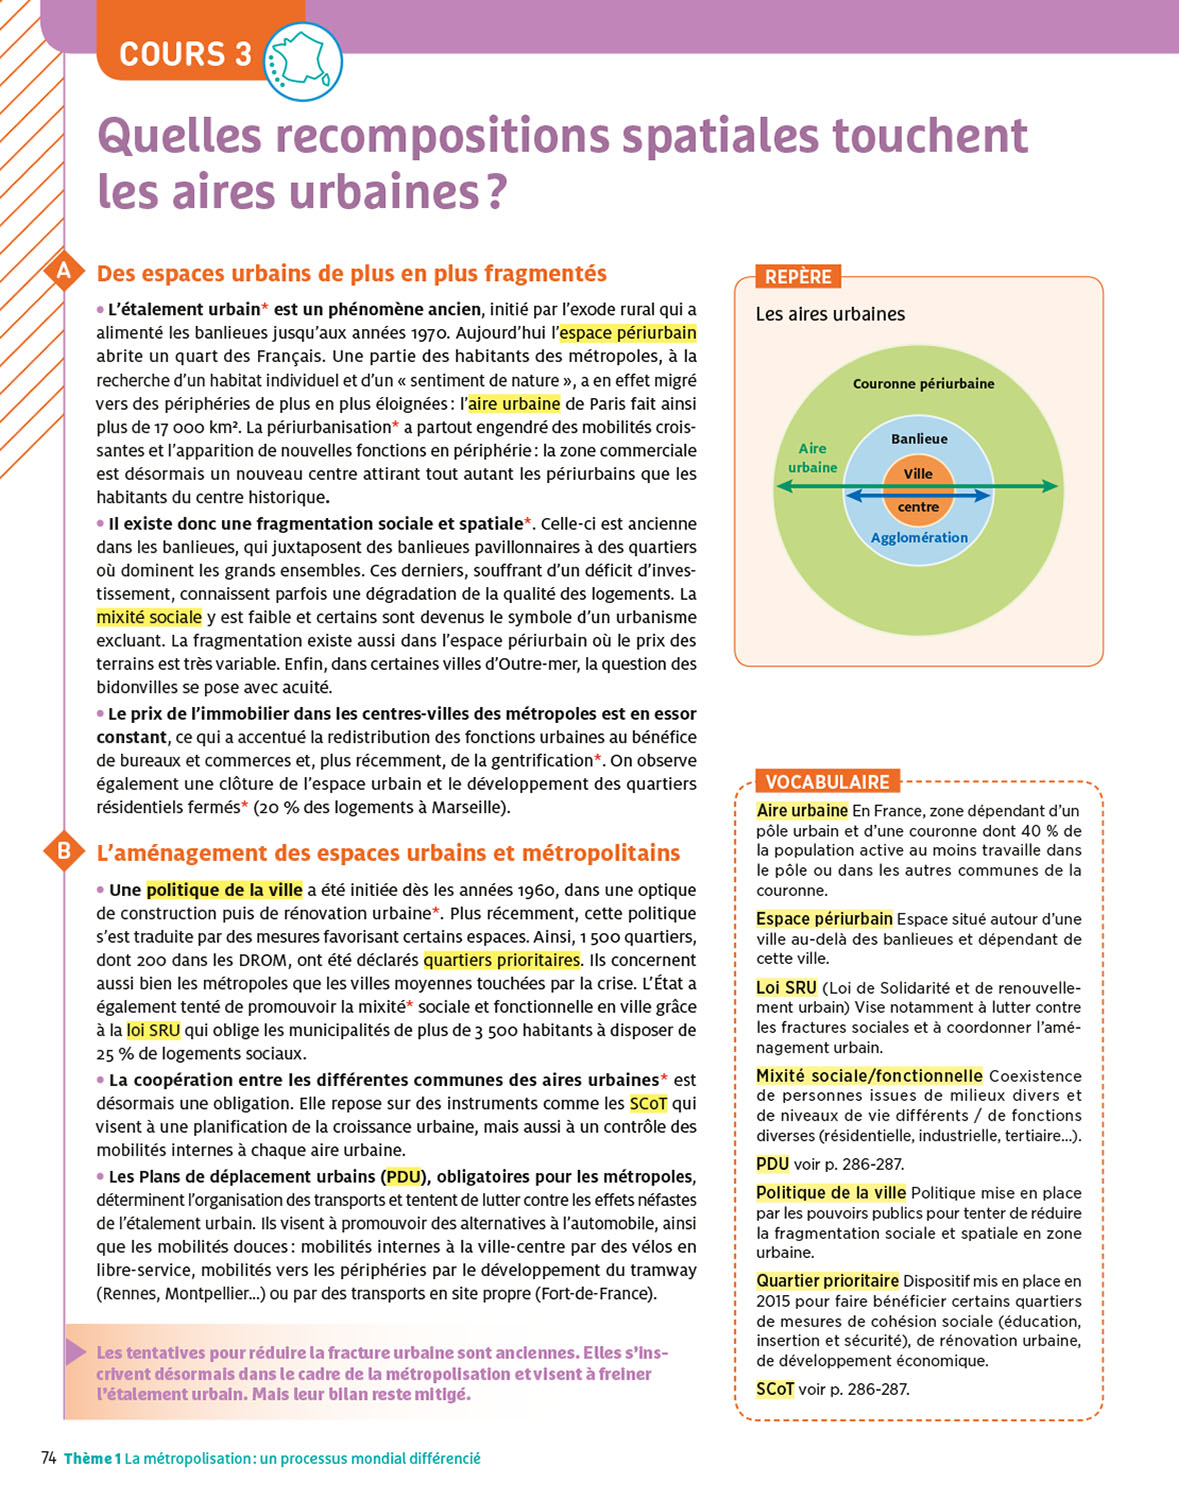 COURS 3
Quelles recompositions spatiales touchent
les aires urbaines ?
A
Des espaces urbains de plus en plus fragmentés
• L’étalement urbain* est un phénomène ancien, initié par l’exode rural qui a
alimenté les banlieues jusqu’aux années 1970. Aujourd’hui l’espace périurbain
abrite un quart des Français. Une partie des habitants des métropoles, à la
recherche d’un habitat individuel et d’un « sentiment de nature », a en effet migré
vers des périphéries de plus en plus éloignées : l’aire urbaine de Paris fait ainsi
plus de 17 000 km². La périurbanisation* a partout engendré des mobilités crois-
santes et l’apparition de nouvelles fonctions en périphérie : la zone commerciale
est désormais un nouveau centre attirant tout autant les périurbains que les
habitants du centre historique.
• Il existe donc une fragmentation sociale et spatiale*. Celle-ci est ancienne
dans les banlieues, qui juxtaposent des banlieues pavillonnaires à des quartiers
où dominent les grands ensembles. Ces derniers, souffrant d’un déficit d’inves-
tissement, connaissent parfois une dégradation de la qualité des logements. La
mixité sociale y est faible et certains sont devenus le symbole d’un urbanisme
excluant. La fragmentation existe aussi dans l’espace périurbain où le prix des
terrains est très variable. Enfin, dans certaines villes d’Outre-mer, la question des
bidonvilles se pose avec acuité.
• Le prix de l’immobilier dans les centres-villes des métropoles est en essor
constant, ce qui a accentué la redistribution des fonctions urbaines au bénéfice
de bureaux et commerces et, plus récemment, de la gentrification*. On observe
également une clôture de l’espace urbain et le développement des quartiers
résidentiels fermés* (20 % des logements à Marseille).
B
L’aménagement des espaces urbains et métropolitains
• Une politique de la ville a été initiée dès les années 1960, dans une optique
de construction puis de rénovation urbaine*. Plus récemment, cette politique
s’est traduite par des mesures favorisant certains espaces. Ainsi, 1 500 quartiers,
dont 200 dans les DROM, ont été déclarés quartiers prioritaires. Ils concernent
aussi bien les métropoles que les villes moyennes touchées par la crise. L’État a
également tenté de promouvoir la mixité* sociale et fonctionnelle en ville grâce
à la loi SRU qui oblige les municipalités de plus de 3 500 habitants à disposer de
25 % de logements sociaux.
• La coopération entre les différentes communes des aires urbaines* est
désormais une obligation. Elle repose sur des instruments comme les SCoT qui
visent à une planification de la croissance urbaine, mais aussi à un contrôle des
mobilités internes à chaque aire urbaine.
• Les Plans de déplacement urbains (PDU), obligatoires pour les métropoles,
déterminent l’organisation des transports et tentent de lutter contre les effets néfastes
de l’étalement urbain. Ils visent à promouvoir des alternatives à l’automobile, ainsi
que les mobilités douces : mobilités internes à la ville-centre par des vélos en
libre-service, mobilités vers les périphéries par le développement du tramway
(Rennes, Montpellier…) ou par des transports en site propre (Fort-de-France).
Les tentatives pour réduire la fracture urbaine sont anciennes. Elles s’ins-
crivent désormais dans le cadre de la métropolisation et visent à freiner
l’étalement urbain. Mais leur bilan reste mitigé.
REPÈRE
Les aires urbaines
Couronne périurbaine
Banlieue
Aire
urbaine
Ville
centre
Agglomération
VOCABULAIRE
Aire urbaine En France, zone dépendant d’un
pôle urbain et d’une couronne dont 40 % de
la population active au moins travaille dans
le pôle ou dans les autres communes de la
couronne.
Espace périurbain Espace situé autour d’une
ville au-delà des banlieues et dépendant de
cette ville.
Loi SRU (Loi de Solidarité et de renouvelle-
ment urbain) Vise notamment à lutter contre
les fractures sociales et à coordonner l’amé-
nagement urbain.
Mixité sociale/fonctionnelle Coexistence
de personnes issues de milieux divers et
de niveaux de vie différents / de fonctions
diverses (résidentielle, industrielle, tertiaire…).
PDU voir p. 286-287.
Politique de la ville Politique mise en place
par les pouvoirs publics pour tenter de réduire
la fragmentation sociale et spatiale en zone
urbaine.
Quartier prioritaire Dispositif mis en place en
2015 pour faire bénéficier certains quartiers
de mesures de cohésion sociale (éducation,
insertion et sécurité), de rénovation urbaine,
de développement économique.
SCoT voir p. 286-287.
74 Thème 1 La métropolisation : un processus mondial différencié